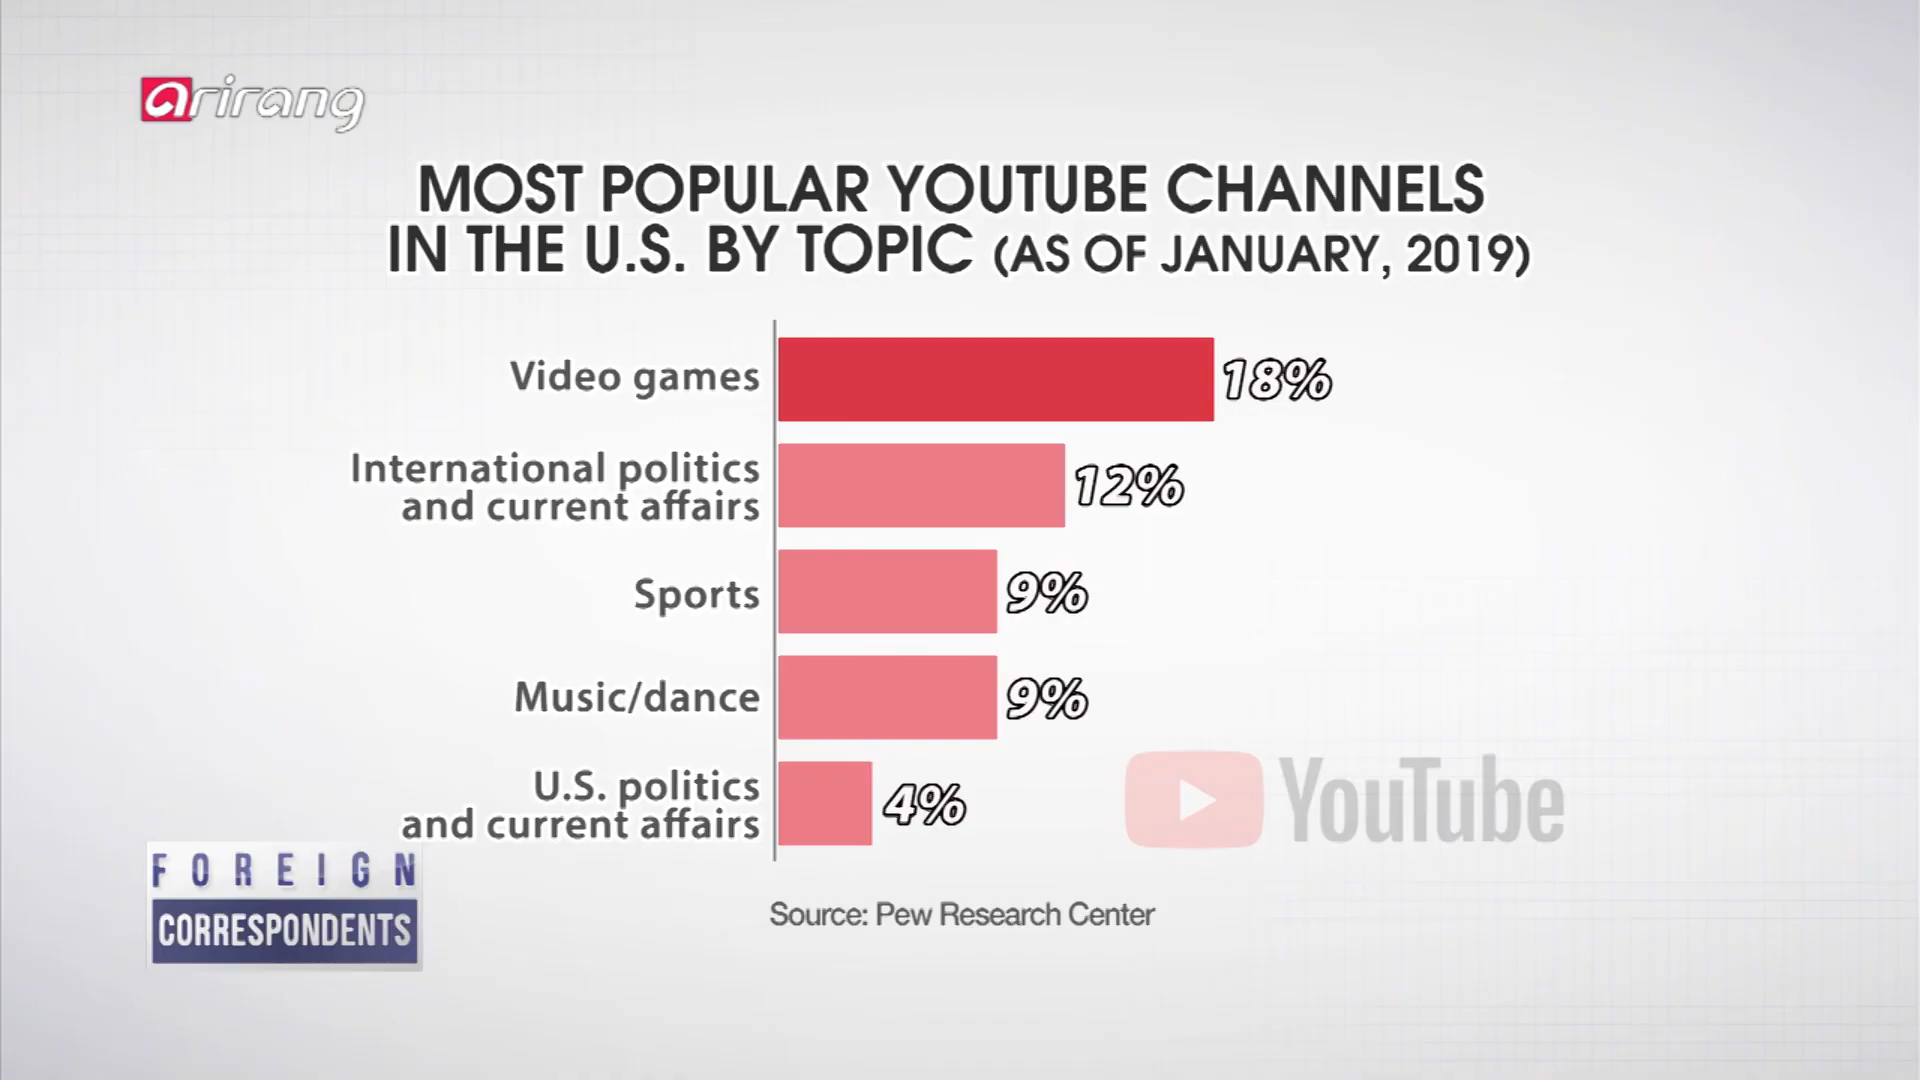 arirang
MOST POPULAR YOUTUBE CHANNELS
IN THE U.S. BY TOPIC (AS OF JANUARY, 2019)
Video games 18%
International politics
and current affairs 12%
Sports 9%
Music/dance 9%
U.S. politics
and current affairs 4%
YouTube
FOREIGN
CORRESPONDENTS
Source: Pew Research Center